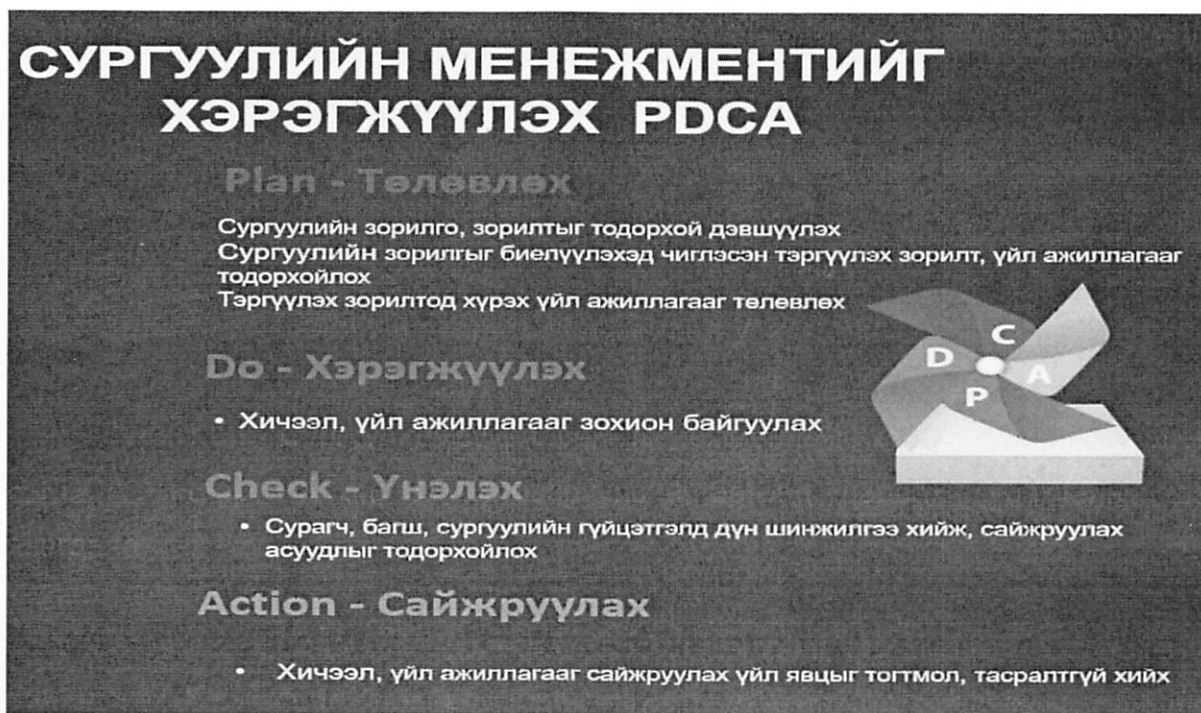 СУРГУУЛИЙН МЕНЕЖМЕНТИЙГ
ХЭРЭГЖҮҮЛЭХ PDCA
Plan - Төлөвлөх
Сургуулийн зорилго, зорилтыг тодорхой дэвшүүлэх
Сургуулийн зорилгыг биелүүлэхэд чиглэсэн тэргүүлэх зорилт, үйл ажиллагааг
тодорхойлох
Тэргүүлэх зорилтод хүрэх үйл ажиллагааг төлөвлөх
Do - Хэрэгжүүлэх
• Хичээл, үйл ажиллагааг зохион байгуулах
C
D
A
P
Check - Үнэлэх
• Сурагч, багш, сургуулийн гүйцэтгэлд дүн шинжилгээ хийж, сайжруулах
асуудлыг тодорхойлох
Action - Сайжруулах
• Хичээл, үйл ажиллагааг сайжруулах үйл явцыг тогтмол, тасралтгүй хийх